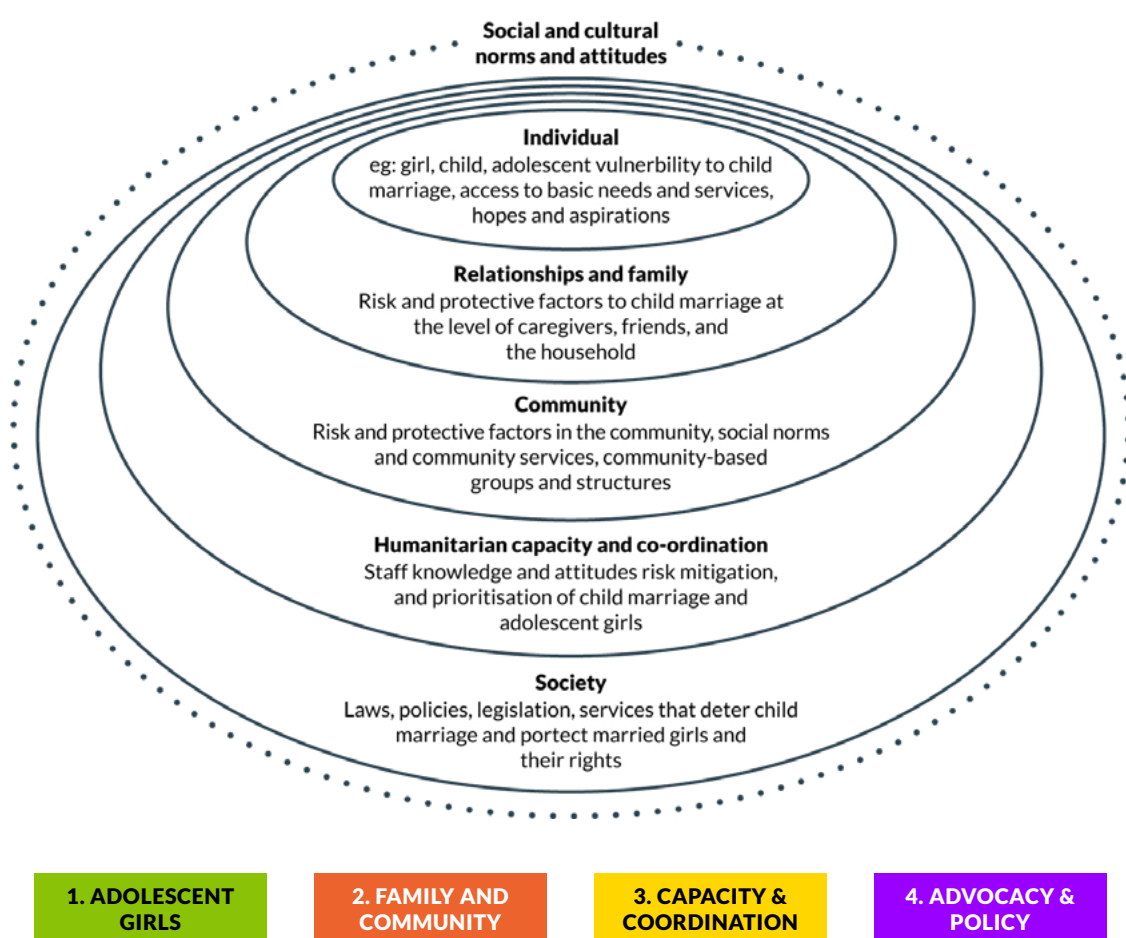 Social and cultural
norms and attitudes
Individual
eg: girl, child, adolescent vulnerbility to child
marriage, access to basic needs and services,
hopes and aspirations
Relationships and family
Risk and protective factors to child marriage at
the level of caregivers, friends, and
the household
Community
Risk and protective factors in the community, social norms
and community services, community-based
groups and structures
Humanitarian capacity and co-ordination
Staff knowledge and attitudes risk mitigation,
and prioritisation of child marriage and
adolescent girls
Society
Laws, policies, legislation, services that deter child
marriage and portect married girls and
their rights
1. ADOLESCENT
GIRLS
2. FAMILY AND
COMMUNITY
3. CAPACITY &
COORDINATION
4. ADVOCACY &
POLICY